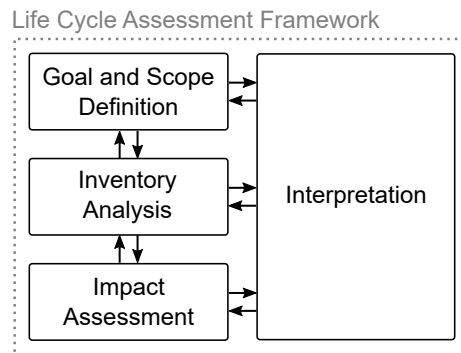 Life Cycle Assessment Framework
Goal and Scope
Definition
Inventory
Analysis
Impact
Assessment
Interpretation